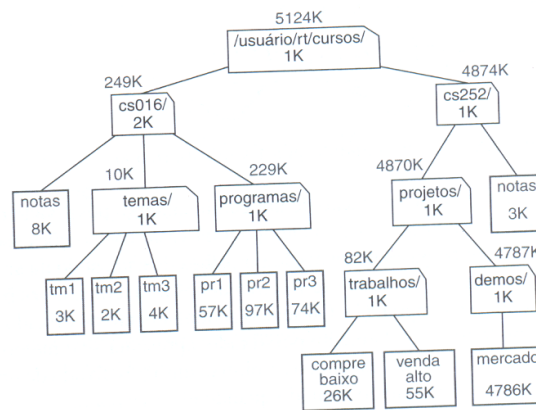 5124K
/usuário/rt/cursos/
1K
249K
cs016/
2K
4874K
cs252/
1K
notas
8K
10K
temas/
1K
229K
programas/
1K
4870K
projetos/
1K
notas
3K
tm1
3K
tm2
2K
tm3
4K
pr1
57K
pr2
97K
pr3
74K
82K
trabalhos/
1K
4787K
demos/
1K
compre
baixo
26K
venda
alto
55K
mercado
4786K